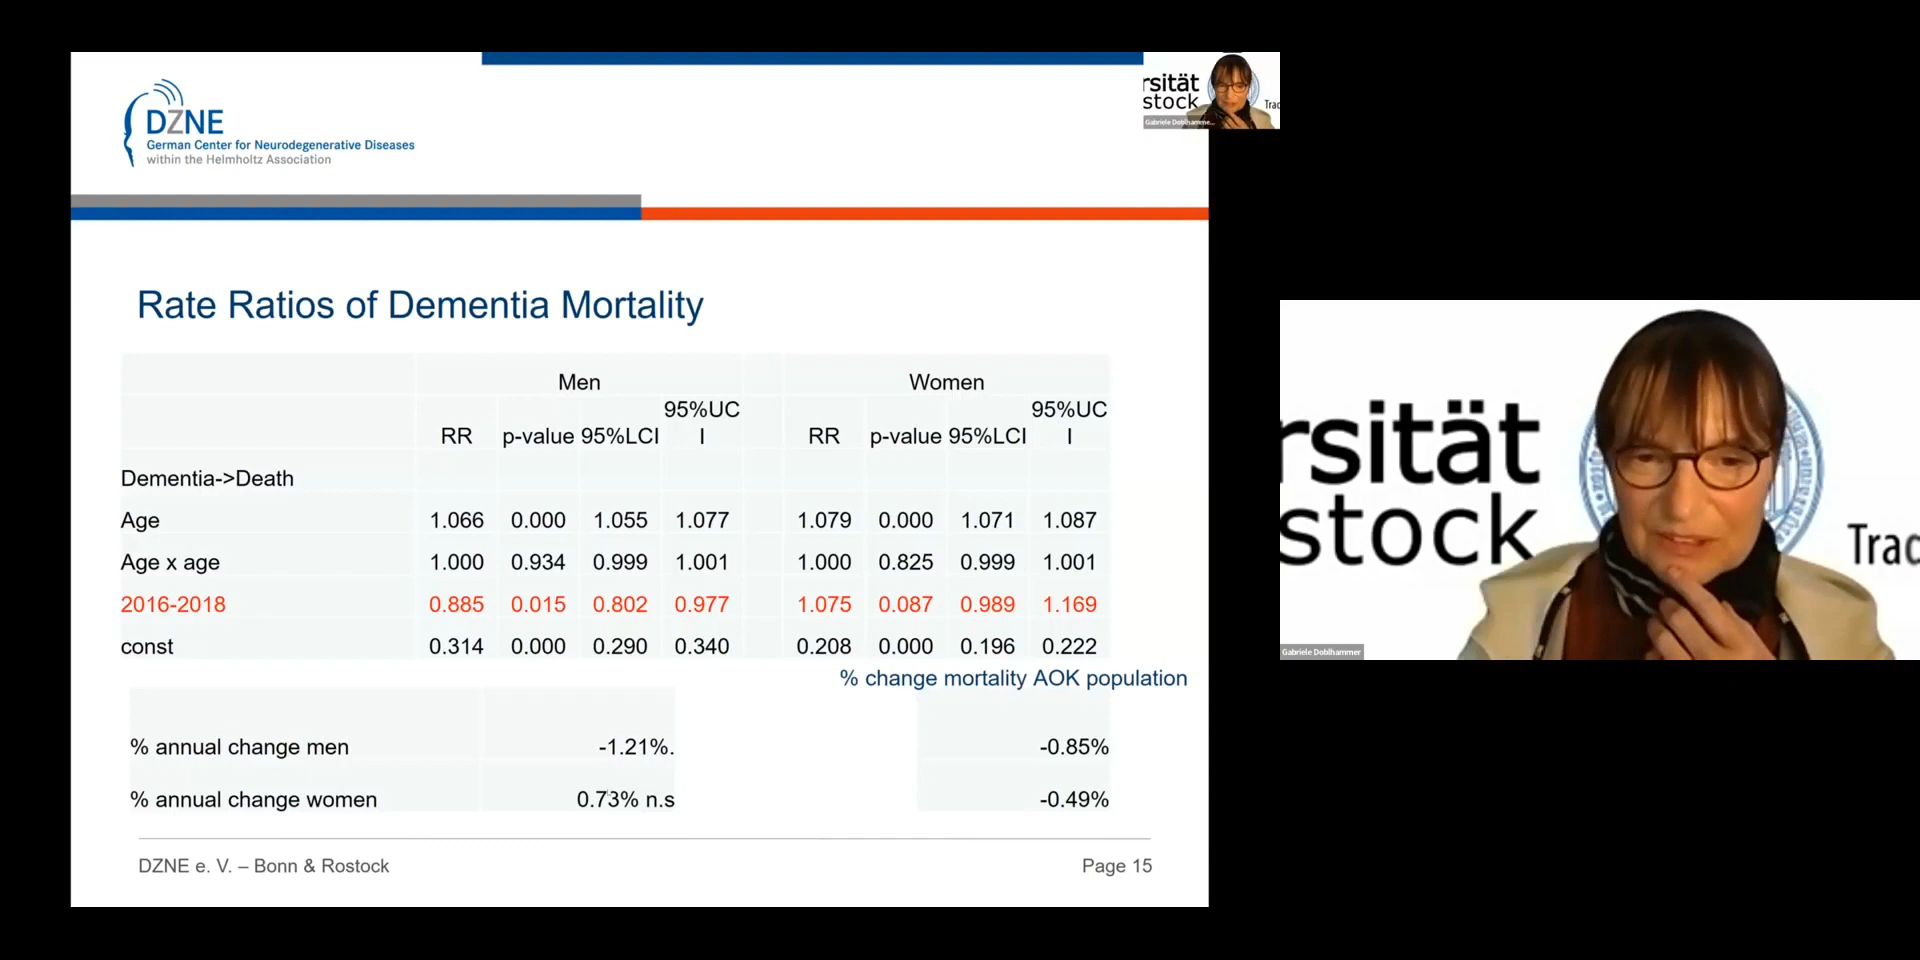 DZNE
German Center for Neurodegenerative Diseases
within the Helmholtz Association
rsität
stock
Trac
Gabriele Doblhamme...
Rate Ratios of Dementia Mortality
Men Women
RR p-value 95%LCI 95%UCI RR p-value 95%LCI 95%UCI
Dementia->Death
Age 1.066 0.000 1.055 1.077 1.079 0.000 1.071 1.087
Age x age 1.000 0.934 0.999 1.001 1.000 0.825 0.999 1.001
2016-2018 0.885 0.015 0.802 0.977 1.075 0.087 0.989 1.169
const 0.314 0.000 0.290 0.340 0.208 0.000 0.196 0.222
% change mortality AOK population
% annual change men -1.21%. -0.85%
% annual change women 0.73% n.s -0.49%
DZNE e. V. – Bonn & Rostock Page 15
rsität
stock
Trac
Gabriele Doblhammer